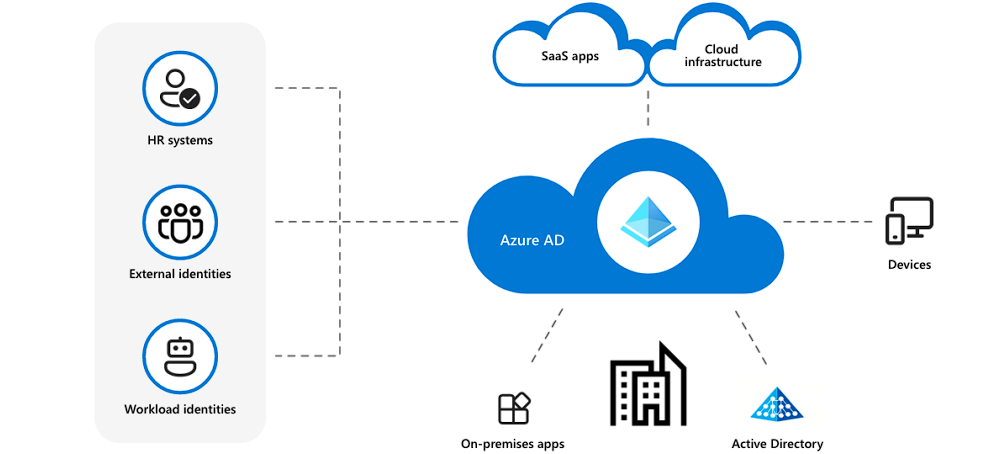 SaaS apps
Cloud
infrastructure
HR systems
External identities
Workload identities
Azure AD
Devices
On-premises apps
Active Directory